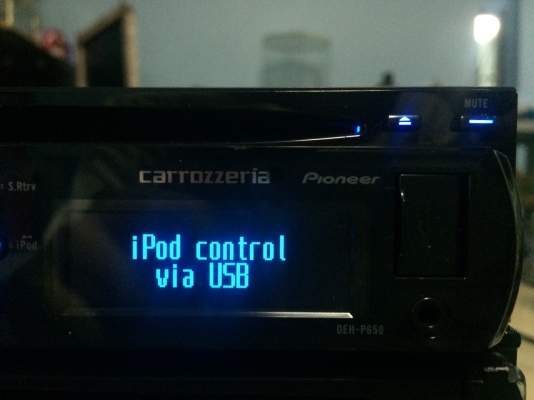 MUTE
carrozzeria Pioneer
S.Rtrv
iPod
iPod control
via USB
DEH-P650